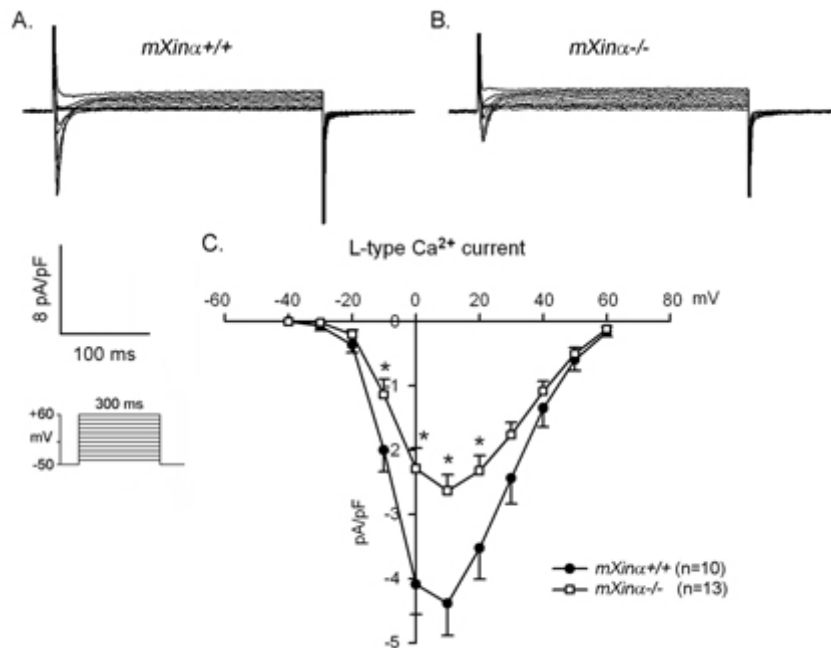 A.
mXinα+/+
B.
mXinα-/-
8 pA/pF
100 ms
300 ms
+60
mV
-50
C.
L-type Ca²⁺ current
-60 -40 -20 0 20 40 60 80 mV
0
-1
-2
-3
-4
-5
pA/pF
* * * *
mXinα+/+ (n=10)
mXinα-/- (n=13)